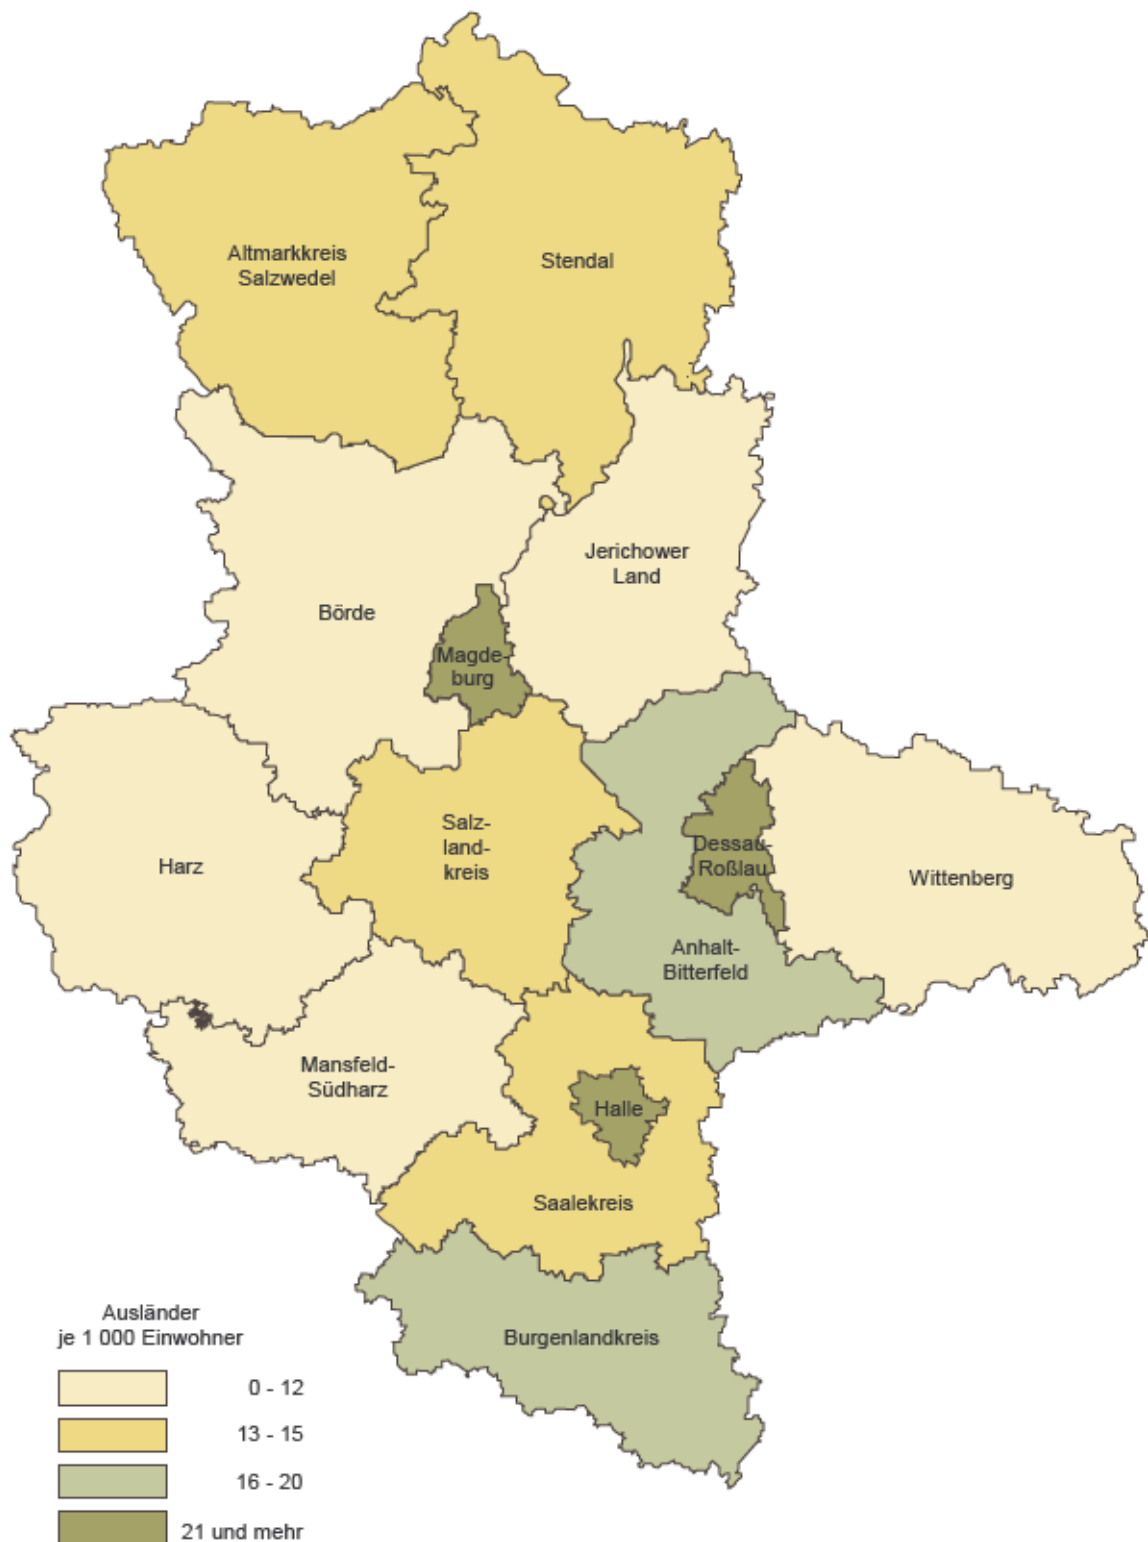 Altmarkkreis
Salzwedel
Stendal
Jerichower
Land
Börde
Magde-
burg
Salz-
land-
kreis
Harz
Dessau-
Roßlau
Wittenberg
Anhalt-
Bitterfeld
Mansfeld-
Südharz
Halle
Saalekreis
Burgenlandkreis
Ausländer
je 1 000 Einwohner
0 - 12
13 - 15
16 - 20
21 und mehr